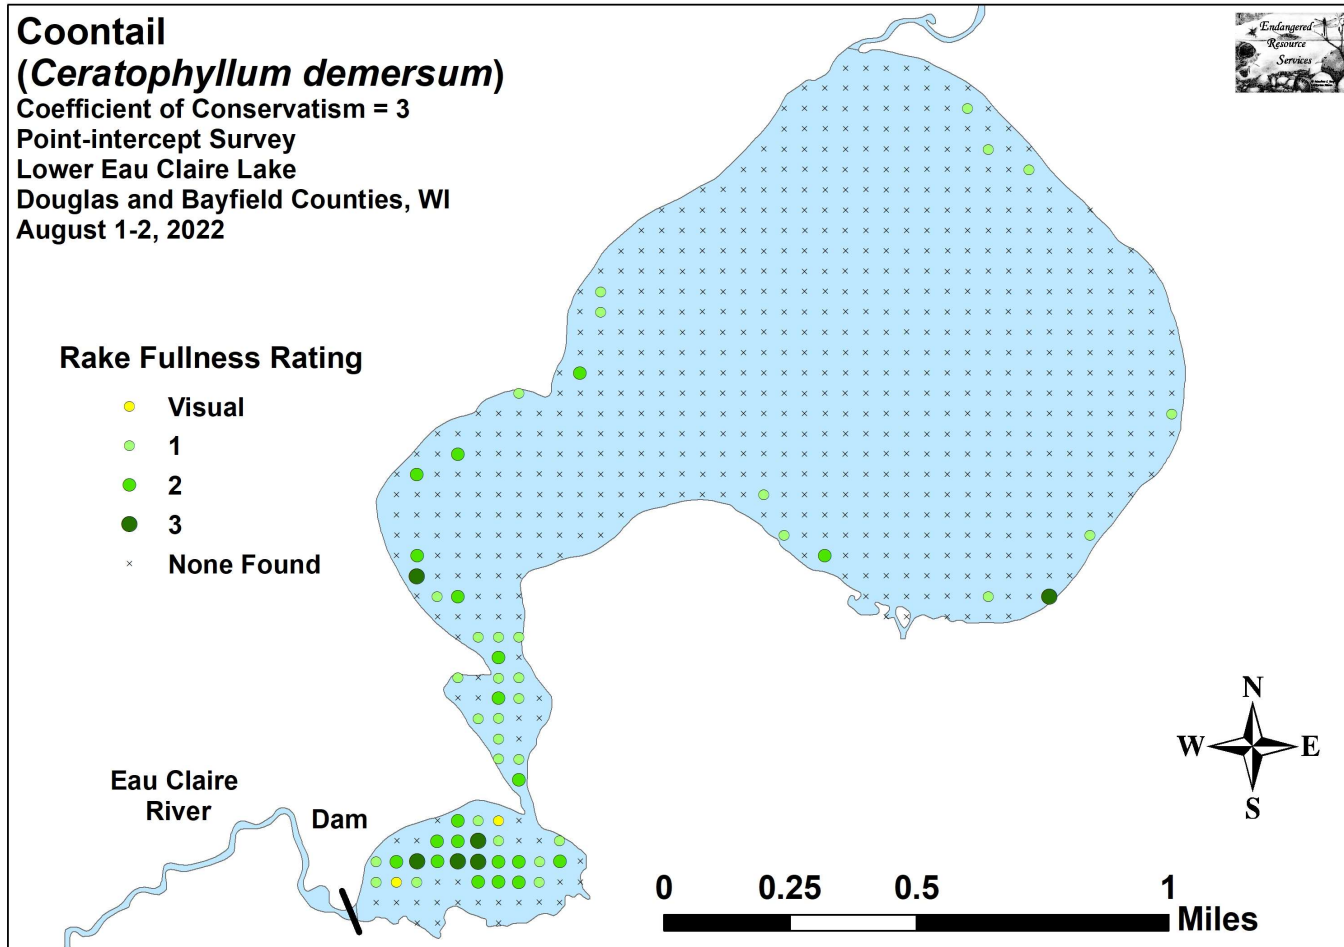 Coontail
(Ceratophyllum demersum)
Coefficient of Conservatism = 3
Point-intercept Survey
Lower Eau Claire Lake
Douglas and Bayfield Counties, WI
August 1-2, 2022
Endangered
Resource
Services
Rake Fullness Rating
Visual
1
2
3
None Found
N
W E
S
Eau Claire
River
Dam
0 0.25 0.5 1
Miles